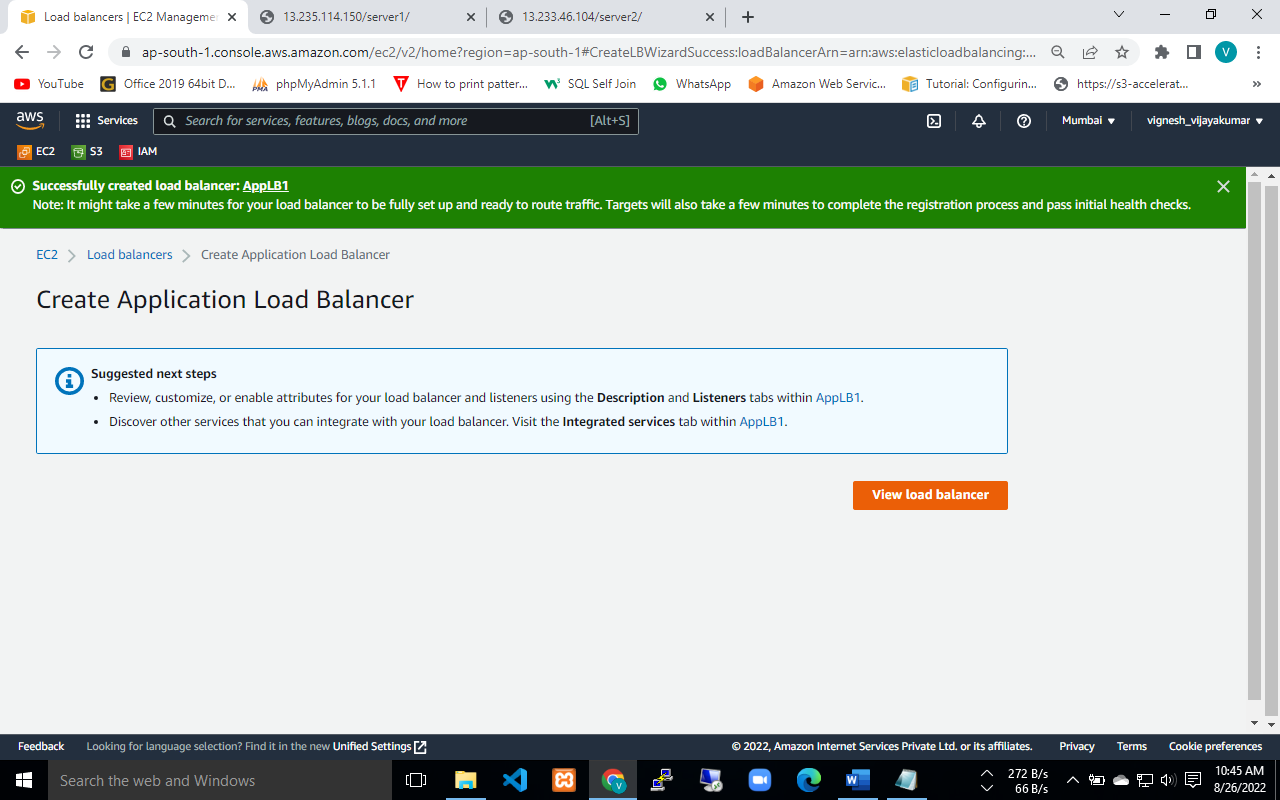 Load balancers | EC2 Managemen
13.235.114.150/server1/
13.233.46.104/server2/
ap-south-1.console.aws.amazon.com/ec2/v2/home?region=ap-south-1#CreateLBWizardSuccess:loadBalancerArn=arn:aws:elasticloadbalancing:...
V
YouTube
Office 2019 64bit D...
phpMyAdmin 5.1.1
How to print patter...
SQL Self Join
WhatsApp
Amazon Web Servic...
Tutorial: Configurin...
https://s3-accelerat...
»
aws
Services
Search for services, features, blogs, docs, and more
[Alt+S]
Mumbai
vignesh_vijayakumar
EC2
S3
IAM
Successfully created load balancer: AppLB1
Note: It might take a few minutes for your load balancer to be fully set up and ready to route traffic. Targets will also take a few minutes to complete the registration process and pass initial health checks.
EC2
Load balancers
Create Application Load Balancer
Create Application Load Balancer
Suggested next steps
• Review, customize, or enable attributes for your load balancer and listeners using the Description and Listeners tabs within AppLB1.
• Discover other services that you can integrate with your load balancer. Visit the Integrated services tab within AppLB1.
View load balancer
Feedback
Looking for language selection? Find it in the new Unified Settings
© 2022, Amazon Internet Services Private Ltd. or its affiliates.
Privacy
Terms
Cookie preferences
Search the web and Windows
272 B/s
66 B/s
10:45 AM
8/26/2022